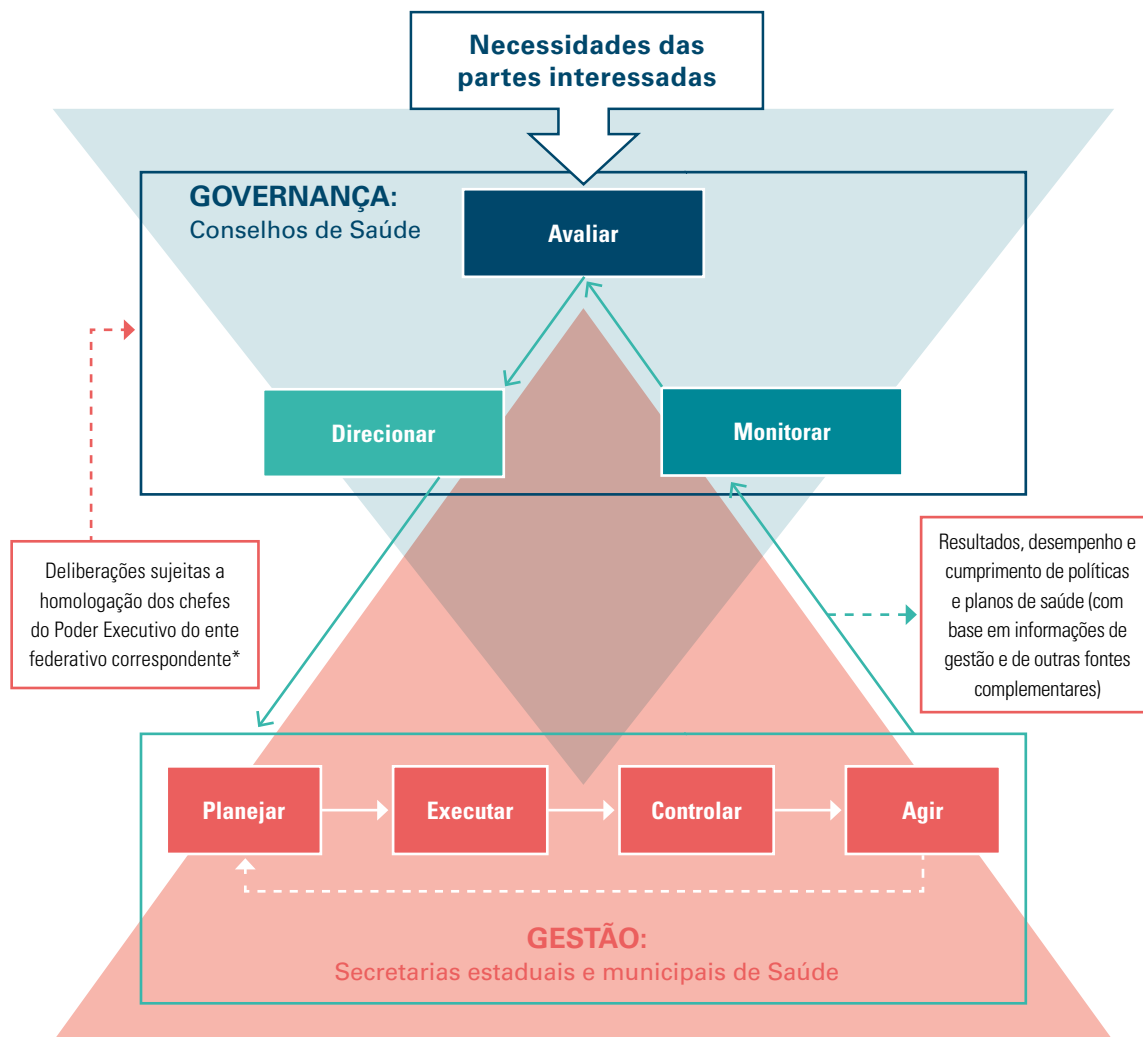 Necessidades das
partes interessadas
GOVERNANÇA:
Conselhos de Saúde
Avaliar
Direcionar
Monitorar
Deliberações sujeitas a
homologação dos chefes
do Poder Executivo do ente
federativo correspondente*
Resultados, desempenho e
cumprimento de políticas
e planos de saúde (com
base em informações de
gestão e de outras fontes
complementares)
Planejar
Executar
Controlar
Agir
GESTÃO:
Secretarias estaduais e municipais de Saúde